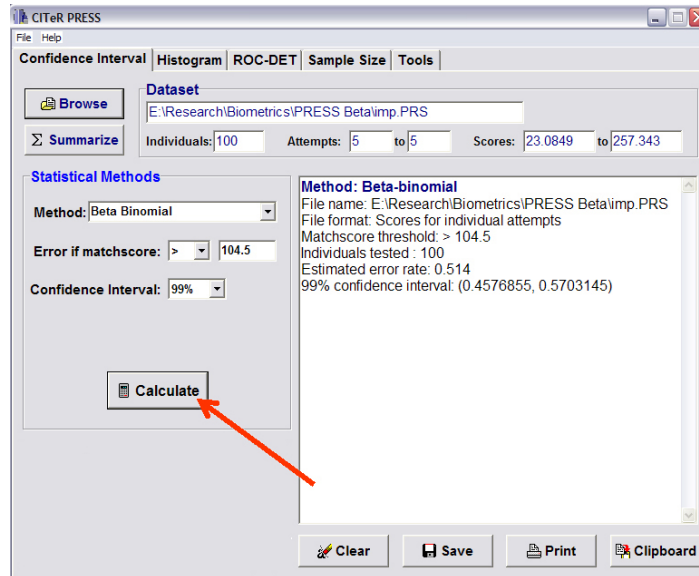 CITeR PRESS
File Help
Confidence Interval Histogram ROC-DET Sample Size Tools
Browse
Dataset
E:\Research\Biometrics\PRESS Beta\imp.PRS
Σ Summarize
Individuals: 100 Attempts: 5 to 5 Scores: 23.0849 to 257.343
Statistical Methods
Method: Beta Binomial
Error if matchscore: > 104.5
Confidence Interval: 99%
Calculate
Method: Beta-binomial
File name: E:\Research\Biometrics\PRESS Beta\imp.PRS
File format: Scores for individual attempts
Matchscore threshold: > 104.5
Individuals tested : 100
Estimated error rate: 0.514
99% confidence interval: (0.4576855, 0.5703145)
Clear Save Print Clipboard